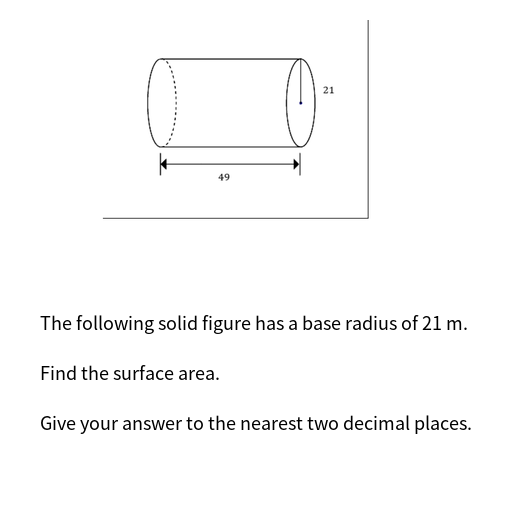 21
49
The following solid figure has a base radius of 21 m.
Find the surface area.
Give your answer to the nearest two decimal places.